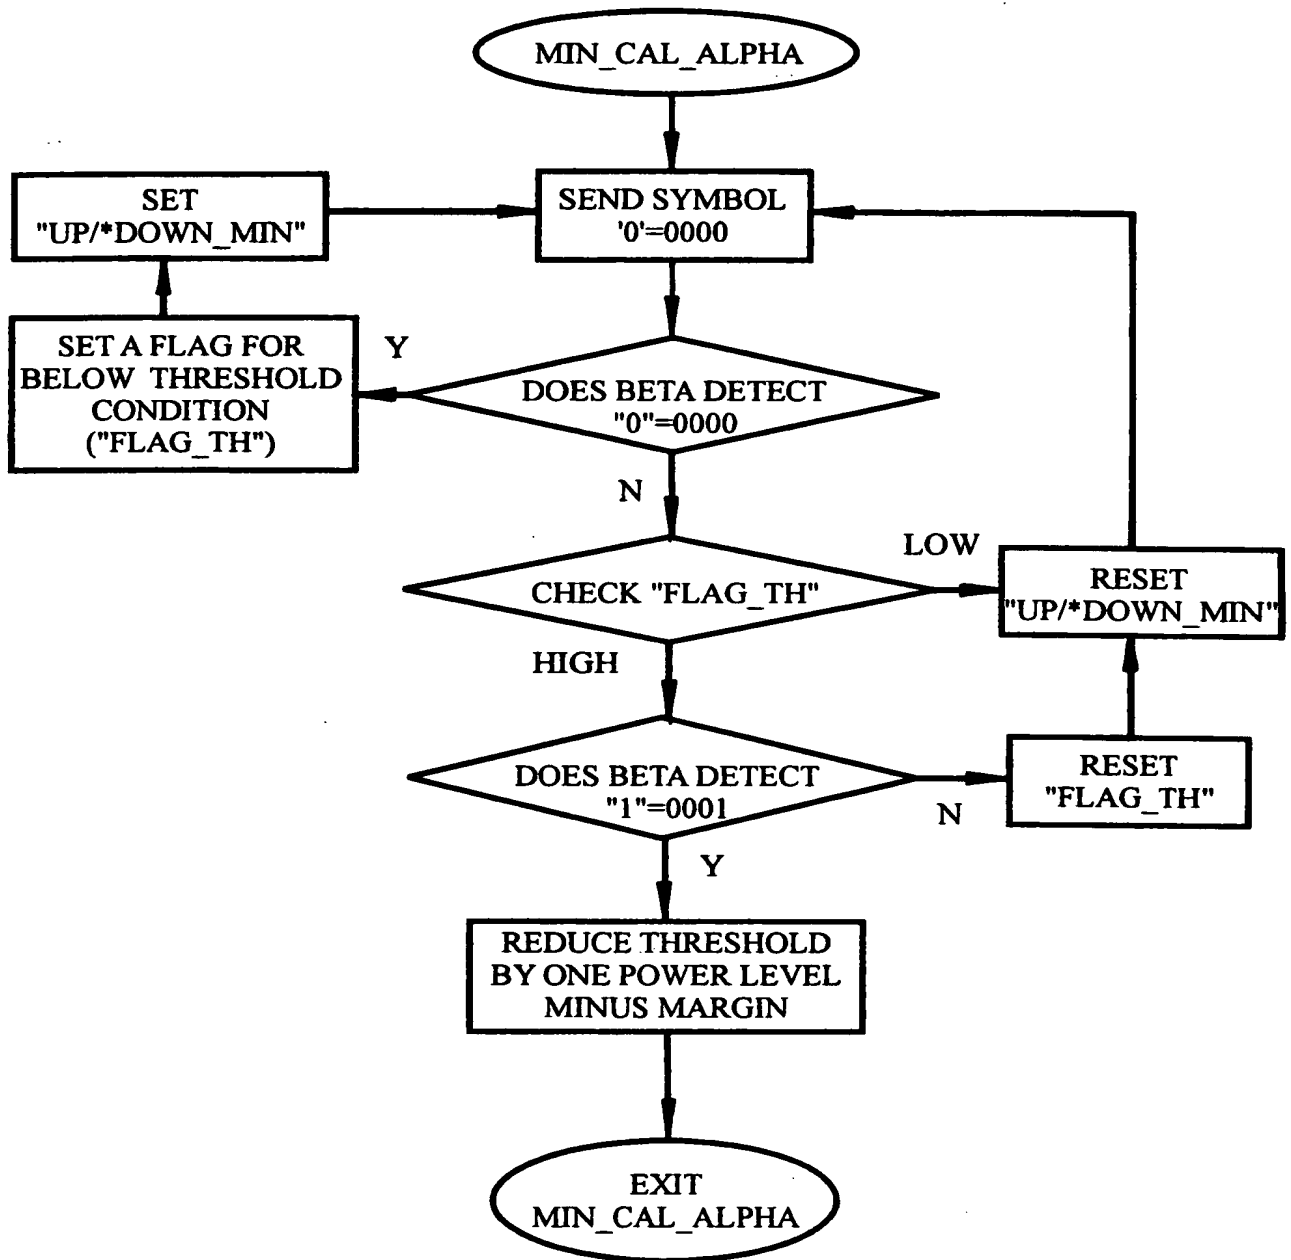 MIN_CAL_ALPHA
SET
"UP/*DOWN_MIN"
SEND SYMBOL
'0'=0000
SET A FLAG FOR
BELOW THRESHOLD
CONDITION
("FLAG_TH")
Y
DOES BETA DETECT
"0"=0000
N
CHECK "FLAG_TH"
LOW
RESET
"UP/*DOWN_MIN"
HIGH
DOES BETA DETECT
"1"=0001
N
RESET
"FLAG_TH"
Y
REDUCE THRESHOLD
BY ONE POWER LEVEL
MINUS MARGIN
EXIT
MIN_CAL_ALPHA